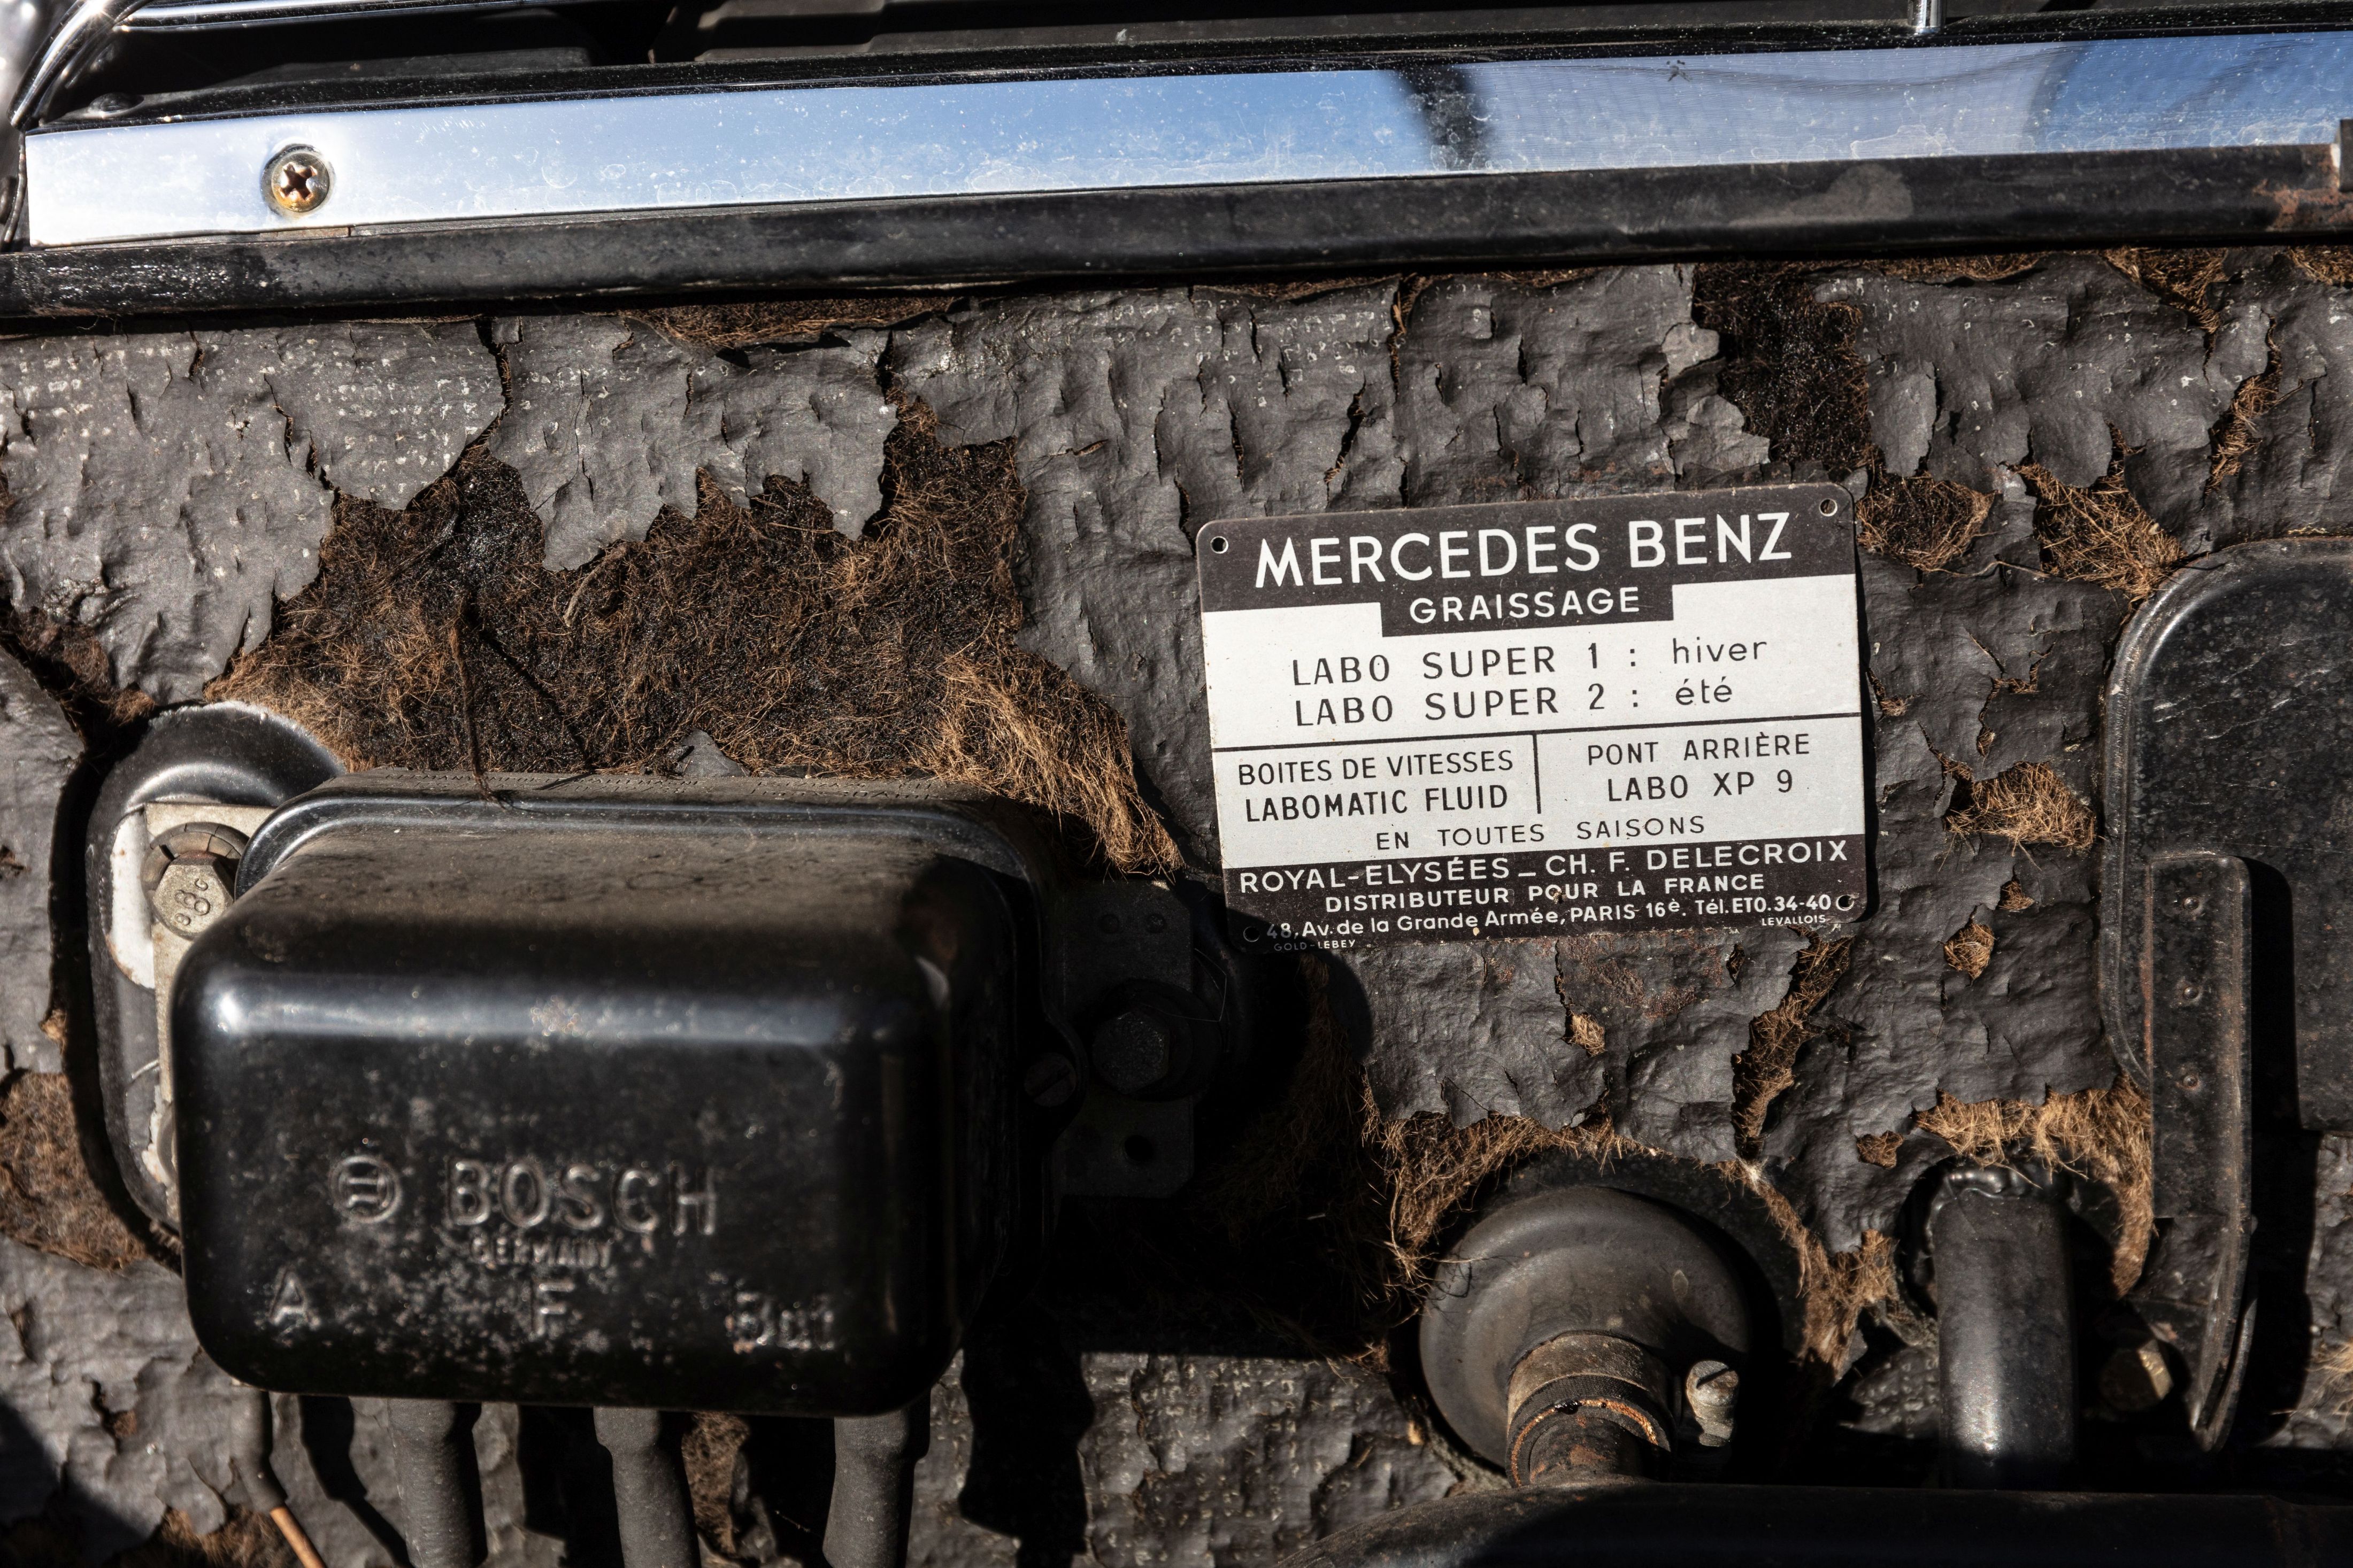 MERCEDES BENZ
GRAISSAGE
LABO SUPER 1 : hiver
LABO SUPER 2 : été
BOITES DE VITESSES
LABOMATIC FLUID
PONT ARRIÈRE
LABO XP 9
EN TOUTES SAISONS
ROYAL-ELYSÉES _ CH. F. DELECROIX
DISTRIBUTEUR POUR LA FRANCE
48, Av. de la Grande Armée, PARIS 16è. Tél. ETO. 34-40
GOLD-LEBEY
LEVALLOIS
BOSCH
GERMANY
A F